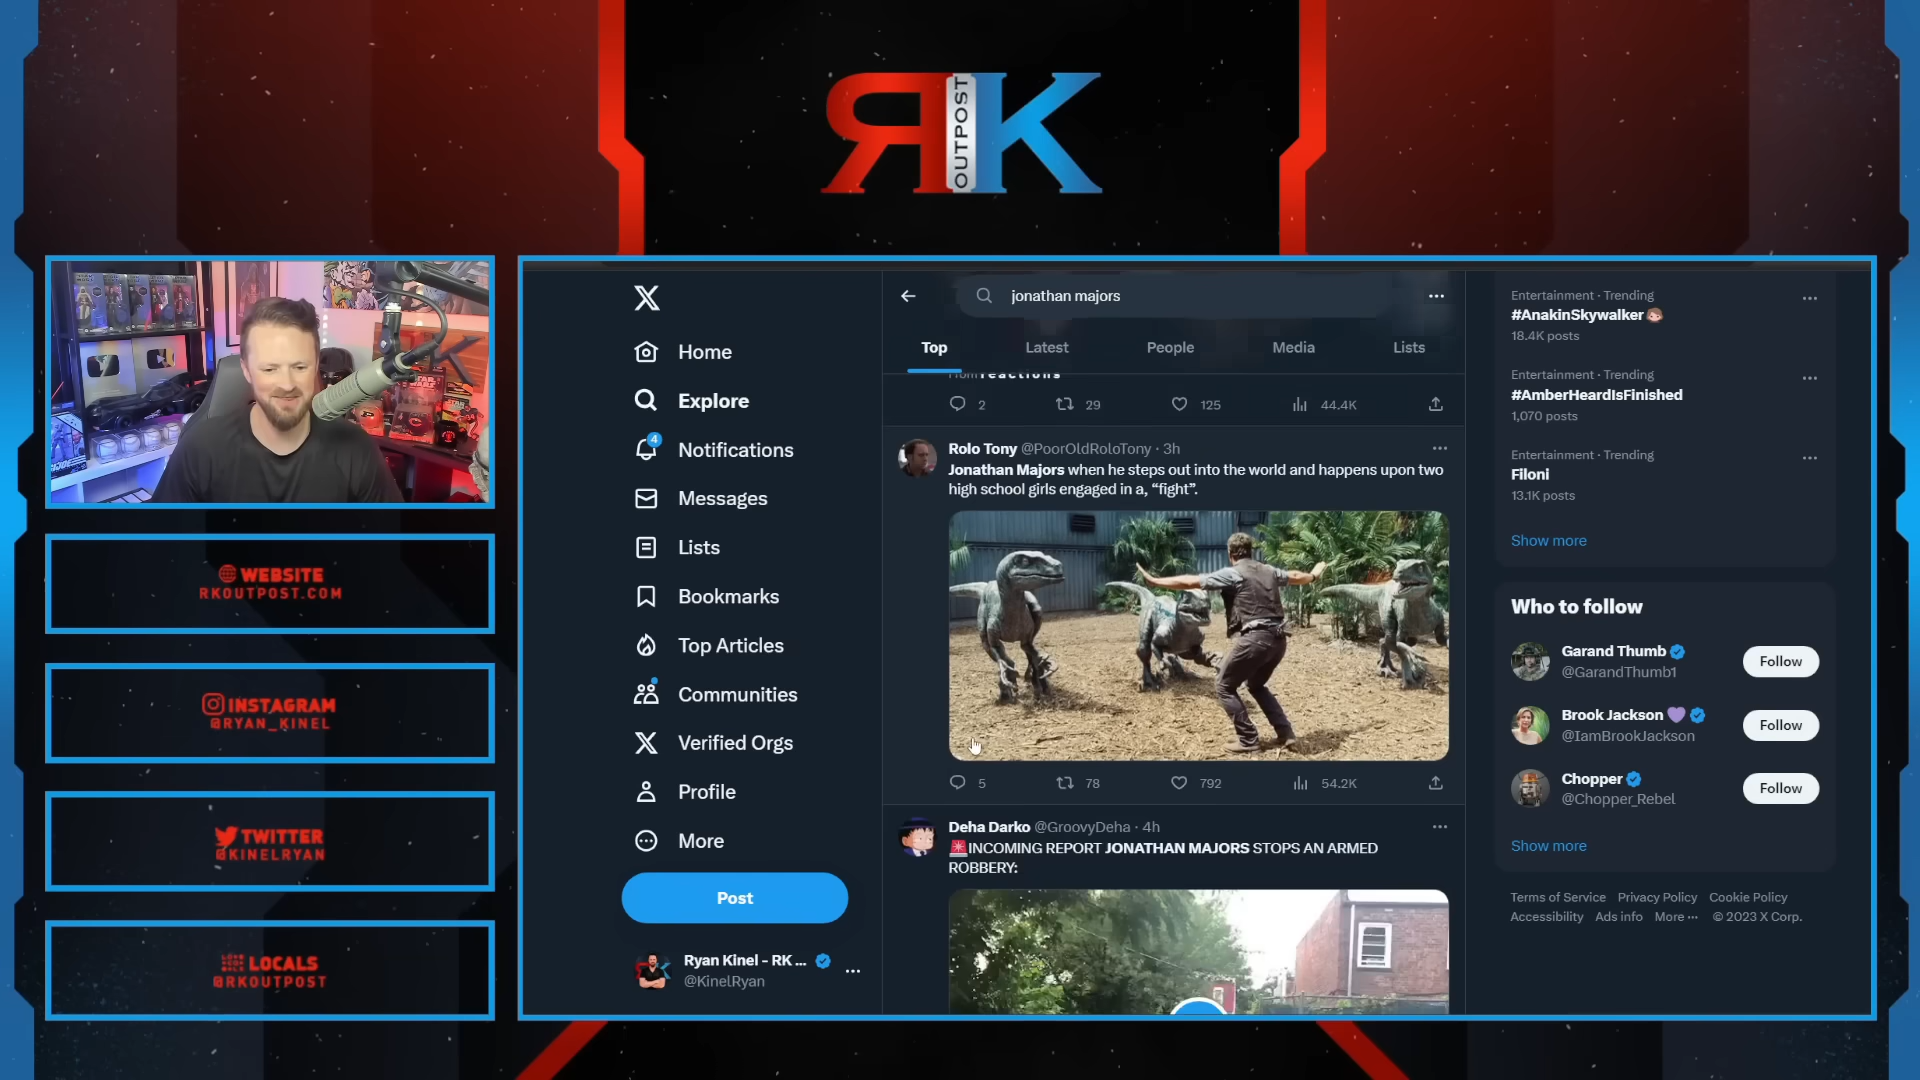 RK
OUTPOST
WEBSITE
RKOUTPOST.COM
INSTAGRAM
@RYAN_KINEL
TWITTER
@KINELRYAN
LOCALS
@RKOUTPOST
Home
Explore
4
Notifications
Messages
Lists
Bookmarks
Top Articles
Communities
Verified Orgs
Profile
More
Post
Ryan Kinel - RK ...
@KinelRyan
jonathan majors
Top Latest People Media Lists
reactions
2 29 125 44.4K
Rolo Tony @PoorOldRoloTony · 3h
Jonathan Majors when he steps out into the world and happens upon two
high school girls engaged in a, “fight”.
5 78 792 54.2K
Deha Darko @GroovyDeha · 4h
🚨INCOMING REPORT JONATHAN MAJORS STOPS AN ARMED
ROBBERY:
Entertainment · Trending
#AnakinSkywalker
18.4K posts
Entertainment · Trending
#AmberHeardIsFinished
1,070 posts
Entertainment · Trending
Filoni
13.1K posts
Show more
Who to follow
Garand Thumb
@GarandThumb1
Follow
Brook Jackson 💜
@IamBrookJackson
Follow
Chopper
@Chopper_Rebel
Follow
Show more
Terms of Service Privacy Policy Cookie Policy
Accessibility Ads info More ··· © 2023 X Corp.